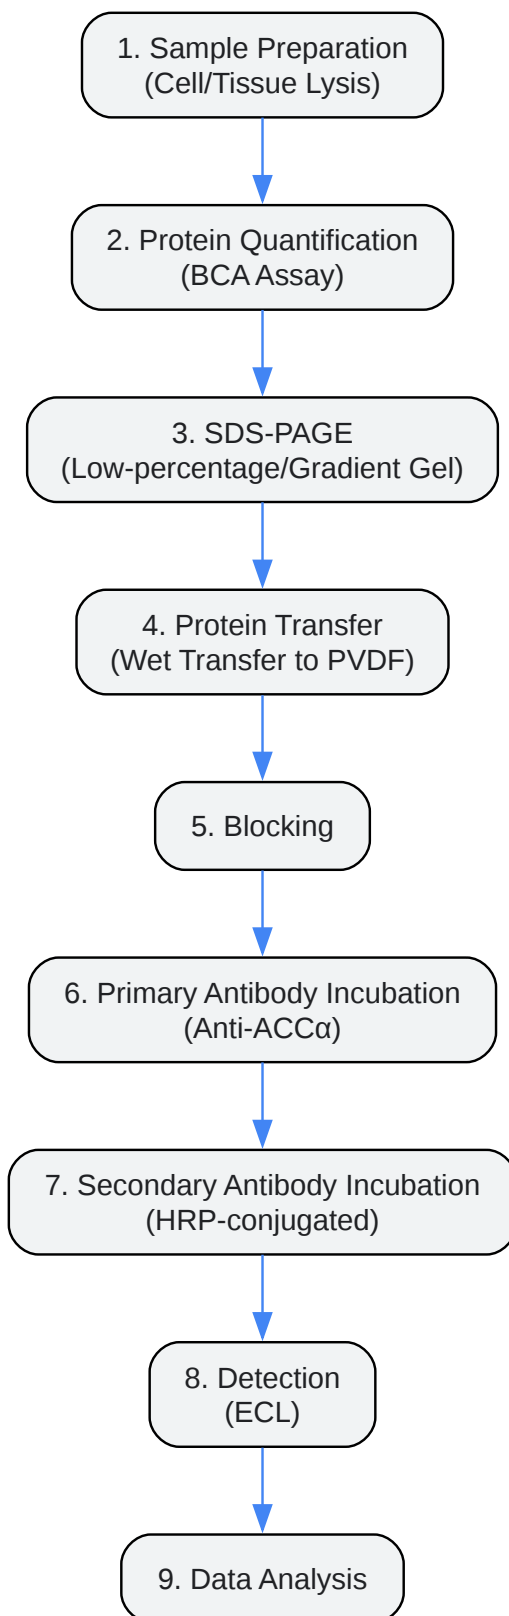 1. Sample Preparation
(Cell/Tissue Lysis)
2. Protein Quantification
(BCA Assay)
3. SDS-PAGE
(Low-percentage/Gradient Gel)
4. Protein Transfer
(Wet Transfer to PVDF)
5. Blocking
6. Primary Antibody Incubation
(Anti-ACCα)
7. Secondary Antibody Incubation
(HRP-conjugated)
8. Detection
(ECL)
9. Data Analysis